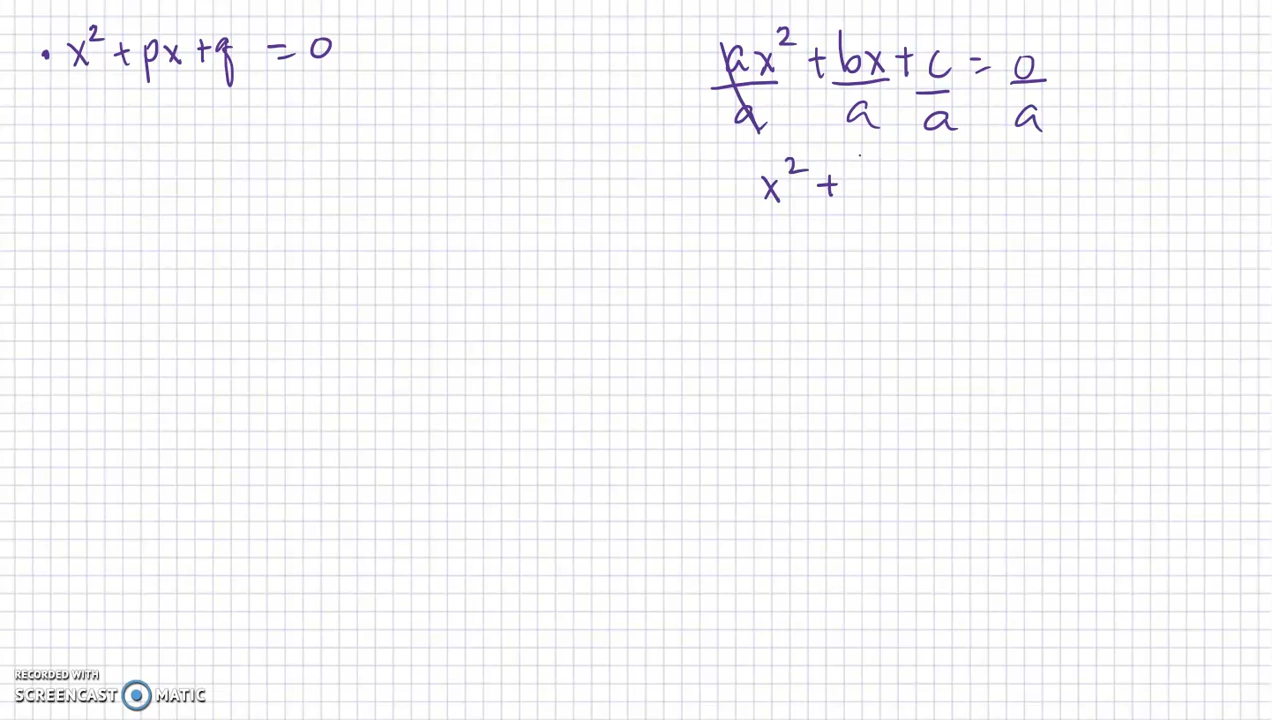 • x² + px + q = 0
ax²/a + bx/a + c/a = 0/a
x² +
RECORDED WITH
SCREENCAST MATIC